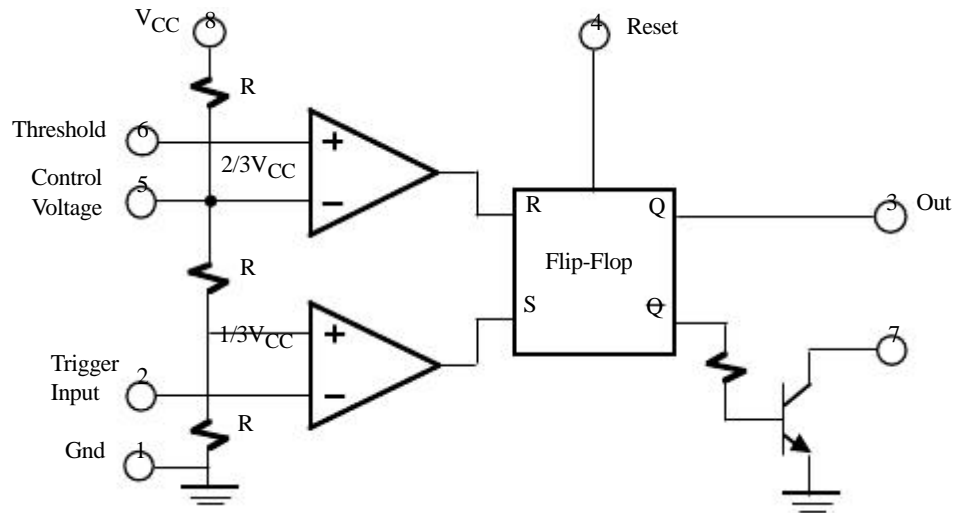 VCC
8
R
4
Reset
Threshold
6
+
2/3VCC
Control
Voltage
5
−
R
Q
3
Out
R
Flip-Flop
S
Q
1/3VCC
+
7
Trigger
Input
2
−
R
Gnd
1